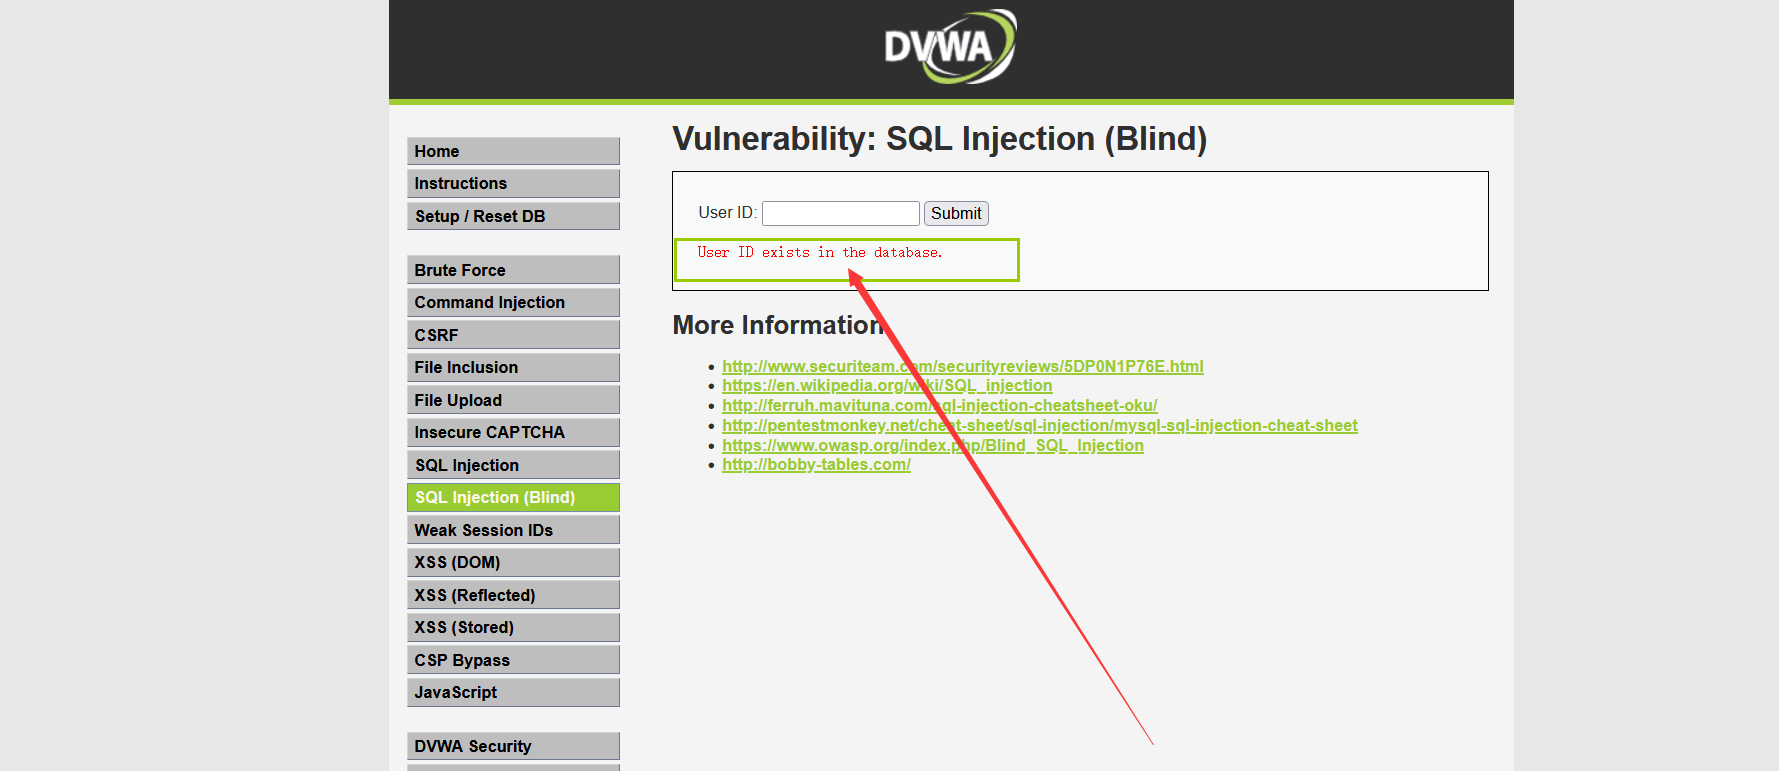 DVWA
Home
Instructions
Setup / Reset DB
Brute Force
Command Injection
CSRF
File Inclusion
File Upload
Insecure CAPTCHA
SQL Injection
SQL Injection (Blind)
Weak Session IDs
XSS (DOM)
XSS (Reflected)
XSS (Stored)
CSP Bypass
JavaScript
DVWA Security
Vulnerability: SQL Injection (Blind)
User ID: Submit
User ID exists in the database.
More Information
http://www.securiteam.com/securityreviews/5DP0N1P76E.html
https://en.wikipedia.org/wiki/SQL_injection
http://ferruh.mavituna.com/sql-injection-cheatsheet-oku/
http://pentestmonkey.net/cheat-sheet/sql-injection/mysql-sql-injection-cheat-sheet
https://www.owasp.org/index.php/Blind_SQL_Injection
http://bobby-tables.com/